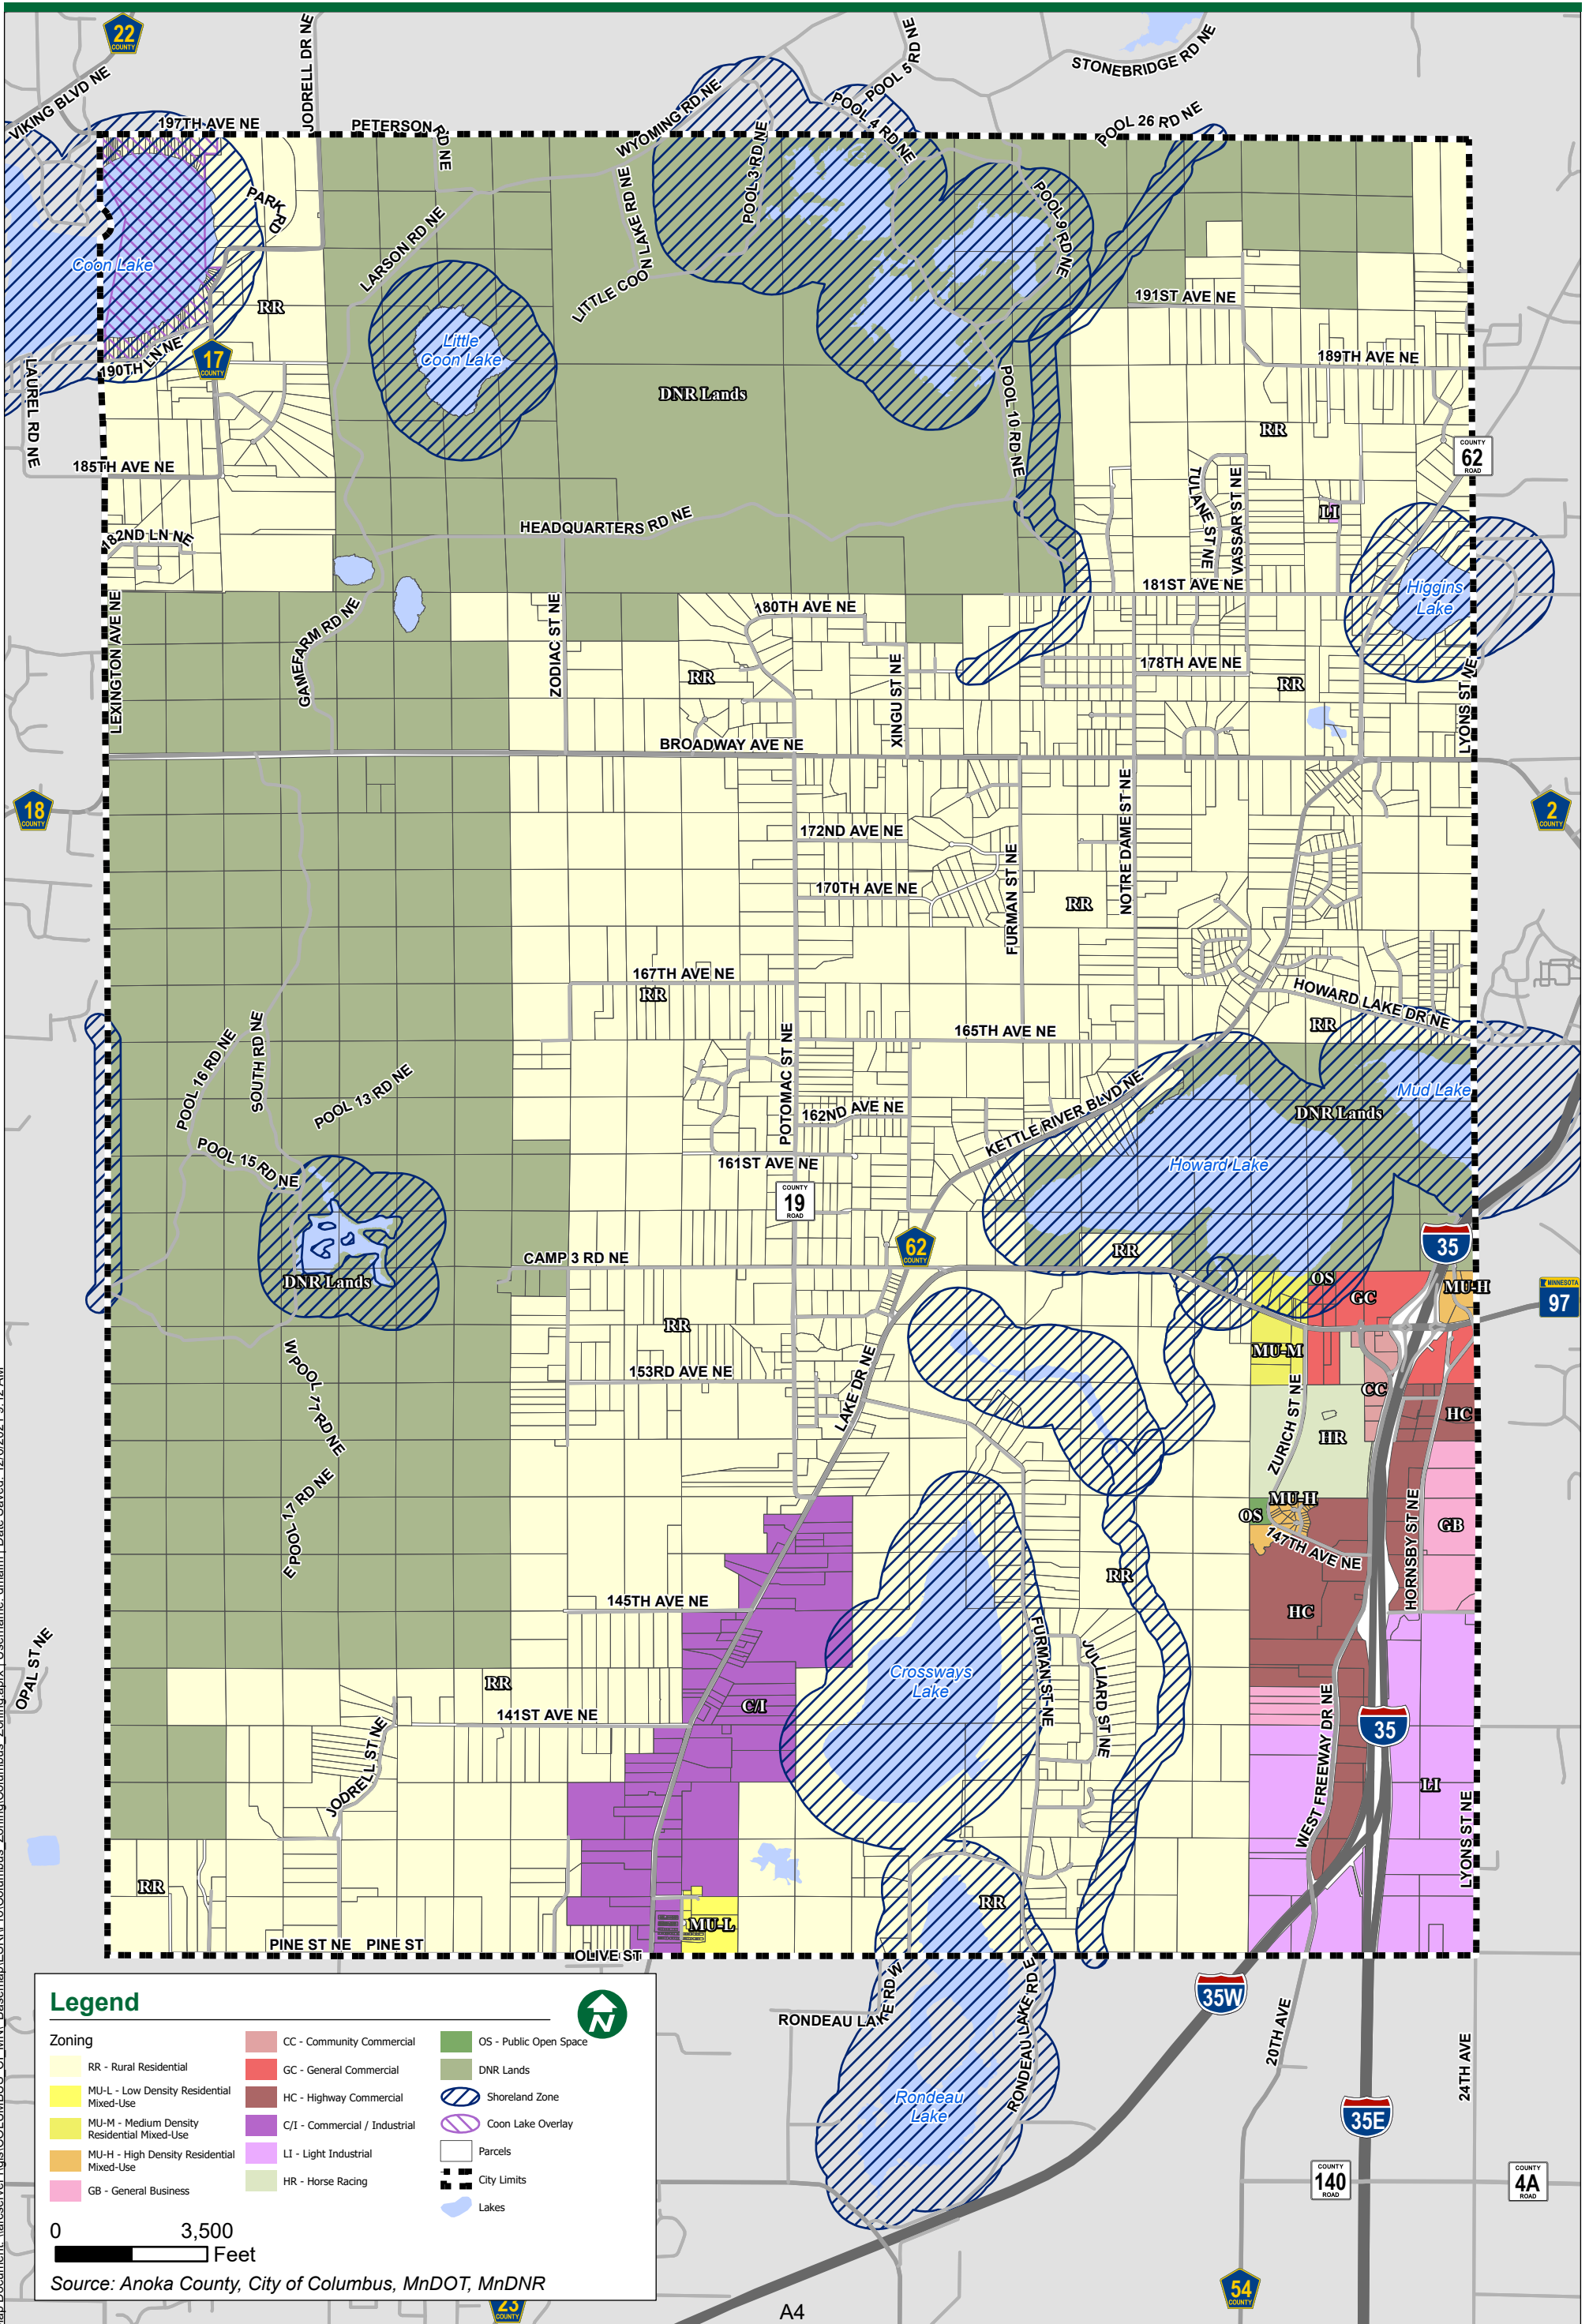 22
COUNTY
VIKING BLVD NE
JODRELL DR NE
197TH AVE NE
PETERSON
RD NE
WYOMING RD NE
POOL 5 RD NE
POOL 4 RD NE
STONEBRIDGE RD NE
POOL 26 RD NE
PARK
RD
POOL 3 RD NE
POOL 9 RD NE
LARSON RD NE
LITTLE COON LAKE RD NE
Coon Lake
RR
191ST AVE NE
Little
Coon Lake
17
COUNTY
190TH LN NE
LAUREL RD NE
189TH AVE NE
DNR Lands
POOL 10 RD NE
RR
185TH AVE NE
COUNTY
62
ROAD
TULANE ST NE
VASSAR ST NE
LI
HEADQUARTERS RD NE
182ND LN NE
181ST AVE NE
Higgins
Lake
LEXINGTON AVE NE
GAMEFARM RD NE
ZODIAC ST NE
180TH AVE NE
XINGU ST NE
178TH AVE NE
RR
RR
LYONS ST NE
BROADWAY AVE NE
18
COUNTY
2
COUNTY
172ND AVE NE
NOTRE DAME ST NE
FURMAN ST NE
170TH AVE NE
RR
167TH AVE NE
RR
HOWARD LAKE DR NE
RR
165TH AVE NE
POOL 16 RD NE
SOUTH RD NE
POOL 13 RD NE
POTOMAC ST NE
Mud Lake
162ND AVE NE
KETTLE RIVER BLVD NE
DNR Lands
POOL 15 RD NE
161ST AVE NE
Howard Lake
COUNTY
19
ROAD
62
COUNTY
RR
35
CAMP 3 RD NE
DNR Lands
OS
GC
MU-H
MINNESOTA
97
RR
MU-M
W POOL 17 RD NE
153RD AVE NE
LAKE DR NE
CC
HC
ZURICH ST NE
HR
E POOL 17 RD NE
MU-H
OS
HORNSBY ST NE
GB
147TH AVE NE
RR
145TH AVE NE
HC
OPAL ST NE
FURMAN ST NE
JULLIARD ST NE
Crossways
Lake
RR
C/I
141ST AVE NE
35
JODRELL ST NE
WEST FREEWAY DR NE
LI
LYONS ST NE
RR
RR
MU-L
PINE ST NE
PINE ST
OLIVE ST
RONDEAU LAKE RD W
RONDEAU LAKE RD E
35W
20TH AVE
24TH AVE
Rondeau
Lake
35E
COUNTY
140
ROAD
COUNTY
4A
ROAD
54
COUNTY
23
COUNTY
Legend
N
Zoning
RR - Rural Residential
MU-L - Low Density Residential
Mixed-Use
MU-M - Medium Density
Residential Mixed-Use
MU-H - High Density Residential
Mixed-Use
GB - General Business
CC - Community Commercial
GC - General Commercial
HC - Highway Commercial
C/I - Commercial / Industrial
LI - Light Industrial
HR - Horse Racing
OS - Public Open Space
DNR Lands
Shoreland Zone
Coon Lake Overlay
Parcels
City Limits
Lakes
0 3,500
Feet
Source: Anoka County, City of Columbus, MnDOT, MnDNR
A4